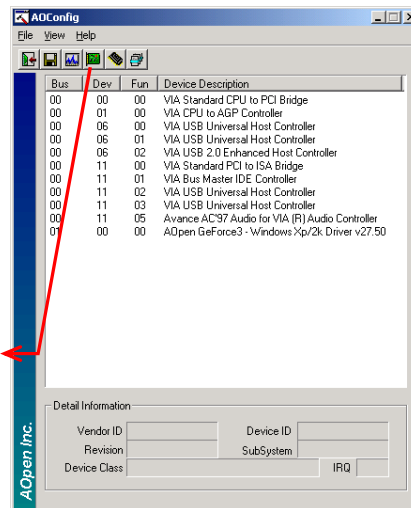 AOConfig
File View Help
Bus Dev Fun Device Description
00 00 00 VIA Standard CPU to PCI Bridge
00 01 00 VIA CPU to AGP Controller
00 06 00 VIA USB Universal Host Controller
00 06 01 VIA USB Universal Host Controller
00 06 02 VIA USB 2.0 Enhanced Host Controller
00 11 00 VIA Standard PCI to ISA Bridge
00 11 01 VIA Bus Master IDE Controller
00 11 02 VIA USB Universal Host Controller
00 11 03 VIA USB Universal Host Controller
00 11 05 Avance AC'97 Audio for VIA (R) Audio Controller
01 00 00 AOpen GeForce3 - Windows Xp/2k Driver v27.50
Detail Information
Vendor ID Device ID
Revision SubSystem
Device Class IRQ
AOpen Inc.